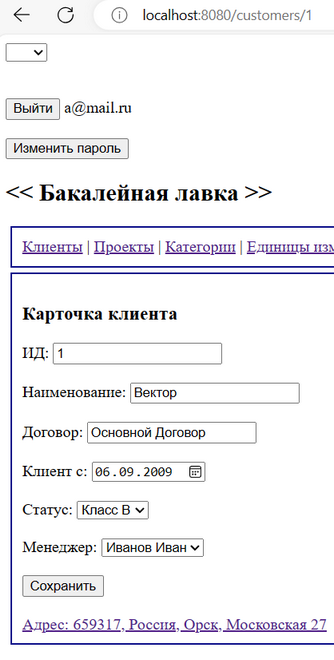 localhost:8080/customers/1
Выйти a@mail.ru
Изменить пароль
<< Бакалейная лавка >>
Клиенты | Проекты | Категории | Единицы изм
Карточка клиента
ИД: 1
Наименование: Вектор
Договор: Основной Договор
Клиент с: 06.09.2009
Статус: Класс В
Менеджер: Иванов Иван
Сохранить
Адрес: 659317, Россия, Орск, Московская 27